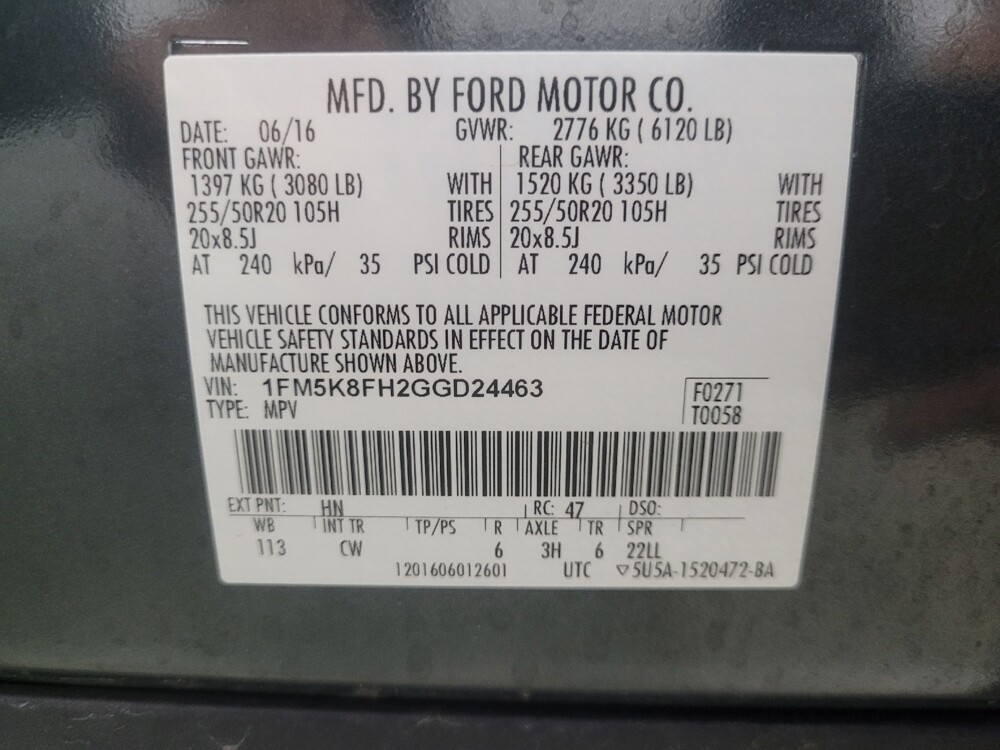 MFD. BY FORD MOTOR CO.
DATE: 06/16 GVWR: 2776 KG ( 6120 LB)
FRONT GAWR: REAR GAWR:
1397 KG ( 3080 LB) WITH 1520 KG ( 3350 LB) WITH
255/50R20 105H TIRES 255/50R20 105H TIRES
20x8.5J RIMS 20x8.5J RIMS
AT 240 kPa/ 35 PSI COLD AT 240 kPa/ 35 PSI COLD
THIS VEHICLE CONFORMS TO ALL APPLICABLE FEDERAL MOTOR
VEHICLE SAFETY STANDARDS IN EFFECT ON THE DATE OF
MANUFACTURE SHOWN ABOVE.
VIN: 1FM5K8FH2GGD24463 F0271
TYPE: MPV T0058
EXT PNT: HN RC: 47 DSO:
WB INT TR TP/PS R AXLE TR SPR
113 CW 6 3H 6 22LL
1201606012601 UTC ▽5U5A-1520472-BA